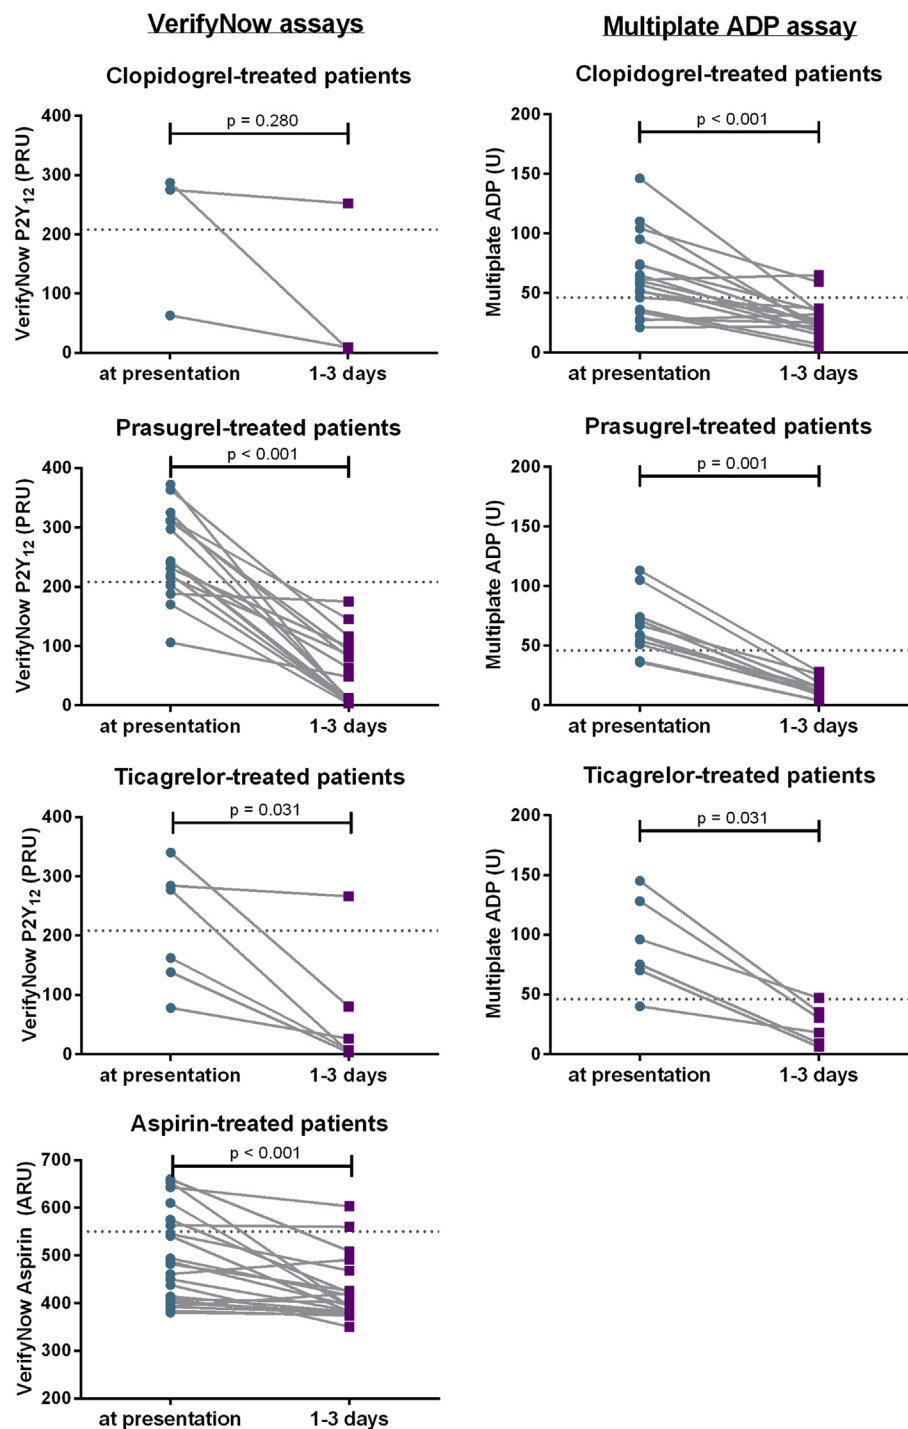 VerifyNow assays
Multiplate ADP assay
Clopidogrel-treated patients
400
300
200
100
0
VerifyNow P2Y₁₂ (PRU)
p = 0.280
at presentation
1-3 days
Clopidogrel-treated patients
200
150
100
50
0
Multiplate ADP (U)
p < 0.001
at presentation
1-3 days
Prasugrel-treated patients
400
300
200
100
0
VerifyNow P2Y₁₂ (PRU)
p < 0.001
at presentation
1-3 days
Prasugrel-treated patients
200
150
100
50
0
Multiplate ADP (U)
p = 0.001
at presentation
1-3 days
Ticagrelor-treated patients
400
300
200
100
0
VerifyNow P2Y₁₂ (PRU)
p = 0.031
at presentation
1-3 days
Ticagrelor-treated patients
200
150
100
50
0
Multiplate ADP (U)
p = 0.031
at presentation
1-3 days
Aspirin-treated patients
700
600
500
400
300
200
VerifyNow Aspirin (ARU)
p < 0.001
at presentation
1-3 days